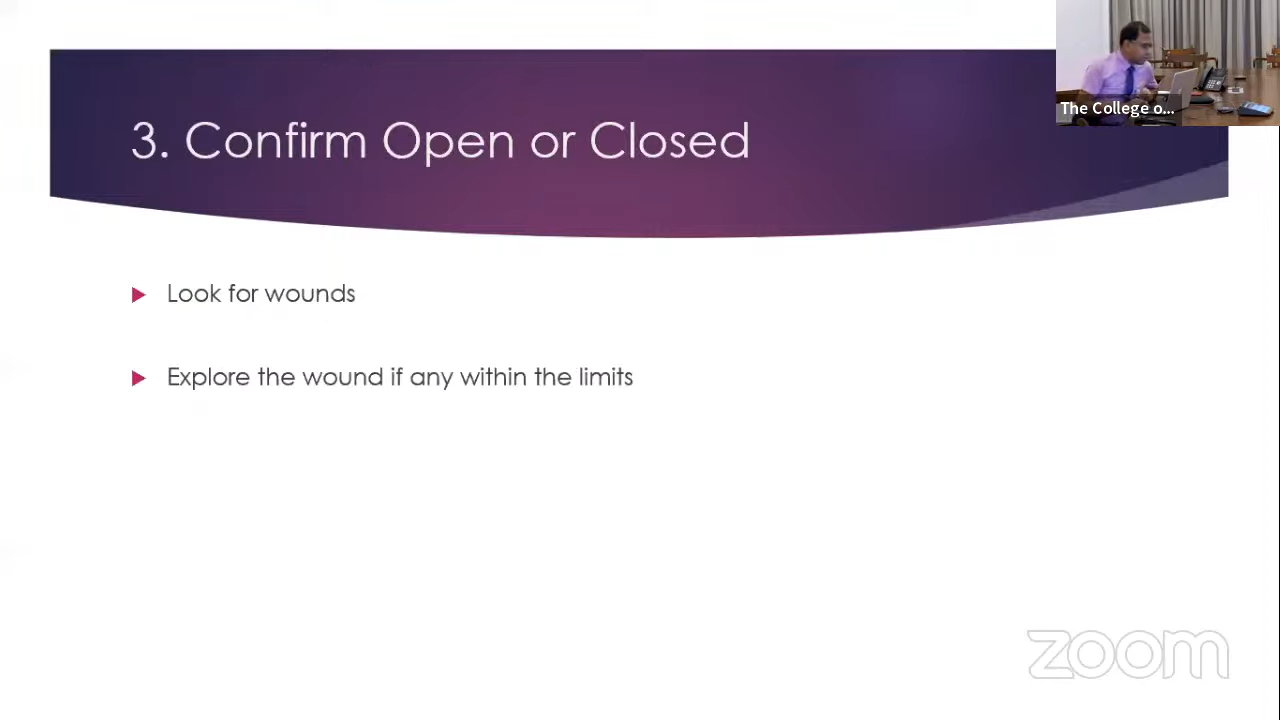 The College o...
3. Confirm Open or Closed
Look for wounds
Explore the wound if any within the limits
zoom